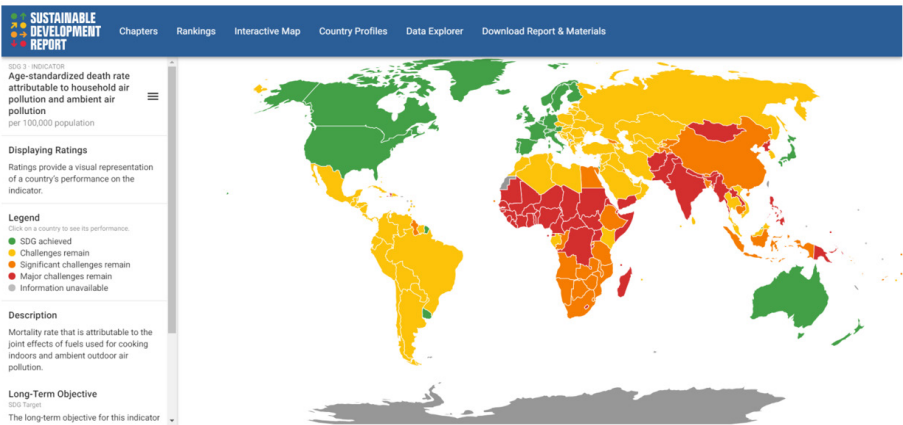 SUSTAINABLE
DEVELOPMENT
REPORT
Chapters
Rankings
Interactive Map
Country Profiles
Data Explorer
Download Report & Materials
SDG 3 · INDICATOR
Age-standardized death rate
attributable to household air
pollution and ambient air
pollution
per 100,000 population
Displaying Ratings
Ratings provide a visual representation
of a country's performance on the
indicator.
Legend
Click on a country to see its performance.
SDG achieved
Challenges remain
Significant challenges remain
Major challenges remain
Information unavailable
Description
Mortality rate that is attributable to the
joint effects of fuels used for cooking
indoors and ambient outdoor air
pollution.
Long-Term Objective
SDG Target
The long-term objective for this indicator